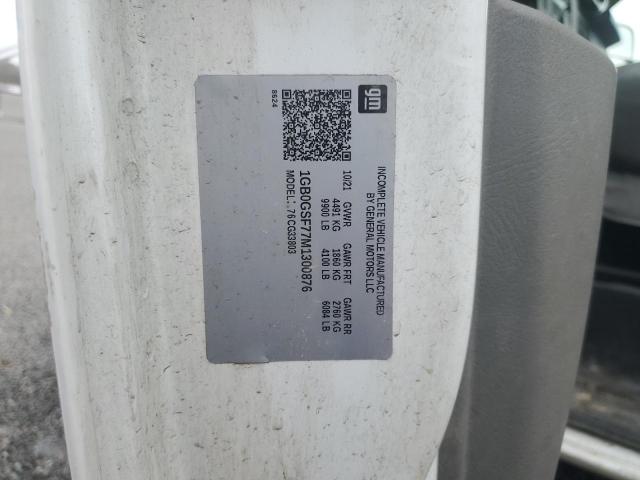 gm
INCOMPLETE VEHICLE MANUFACTURED
BY GENERAL MOTORS LLC
10/21 GVWR GAWR FRT GAWR RR
4491 KG 1860 KG 2760 KG
9900 LB 4100 LB 6084 LB
1GB0GSF77M1300876
MODEL: 76CG33803
8624